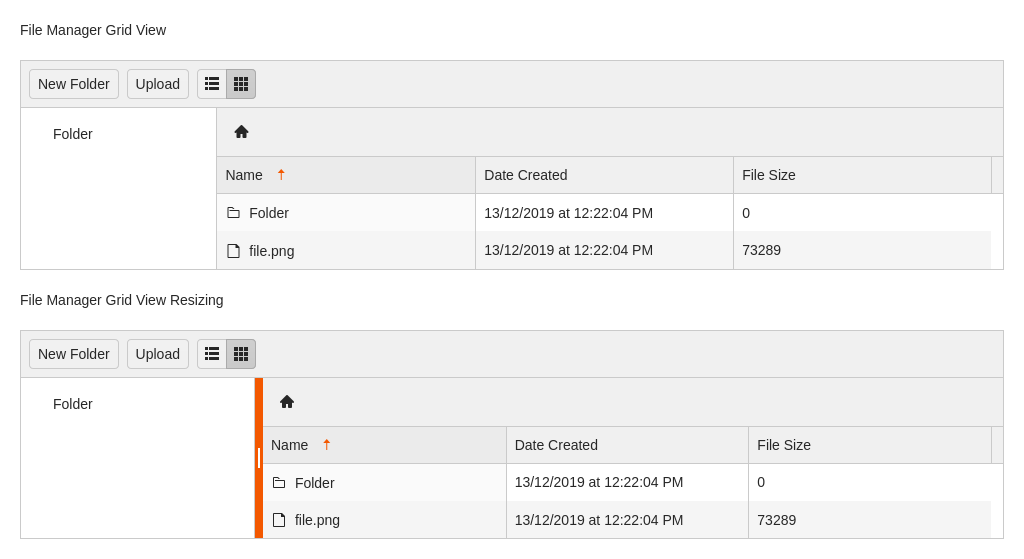 File Manager Grid View
New Folder Upload
Folder
Name Date Created File Size
Folder 13/12/2019 at 12:22:04 PM 0
file.png 13/12/2019 at 12:22:04 PM 73289
File Manager Grid View Resizing
New Folder Upload
Folder
Name Date Created File Size
Folder 13/12/2019 at 12:22:04 PM 0
file.png 13/12/2019 at 12:22:04 PM 73289